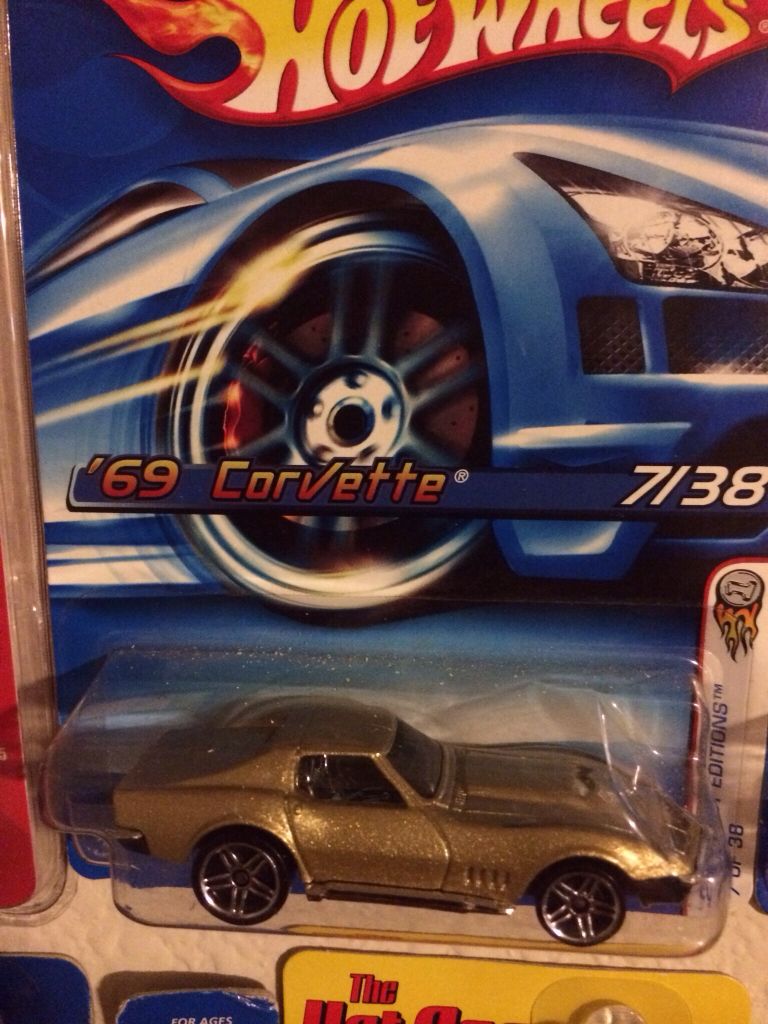 HOT WHEELS
'69 Corvette® 7/38
EDITIONS™
7 OF 38
The
FOR AGES